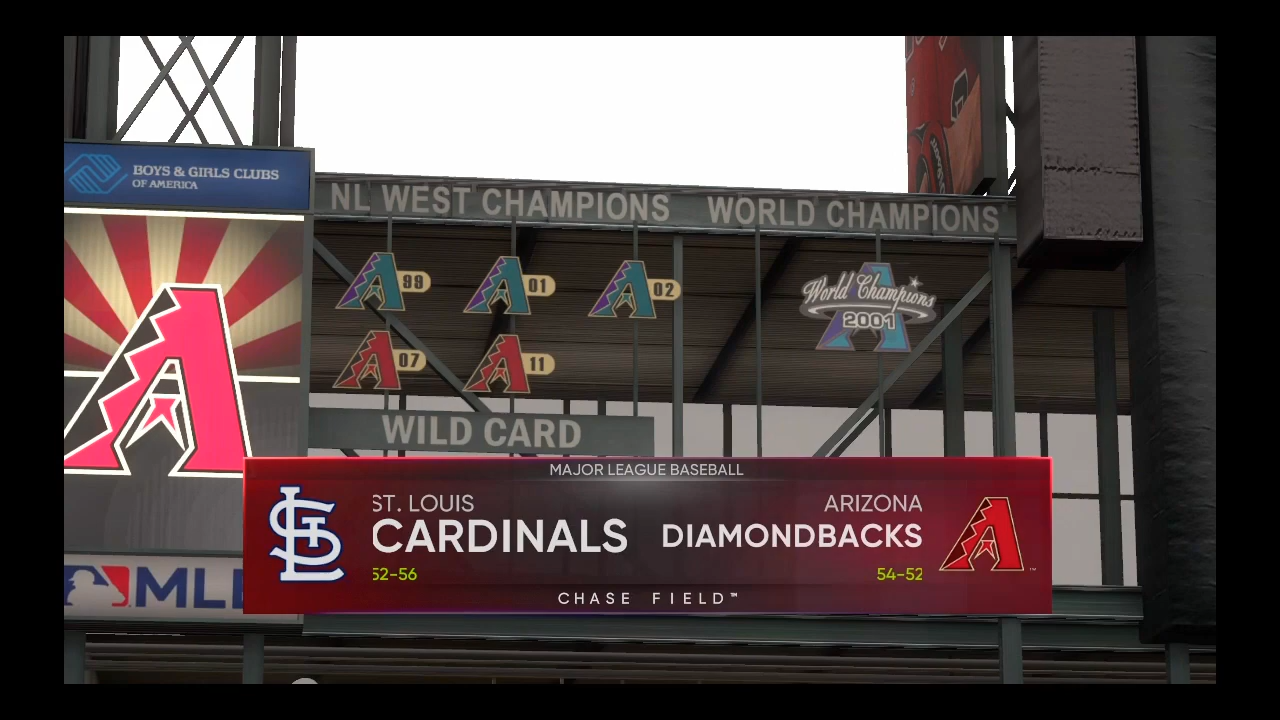 BOYS & GIRLS CLUBS
OF AMERICA
NL WEST CHAMPIONS
WORLD CHAMPIONS
99
01
02
World Champions
2001
07
11
WILD CARD
MAJOR LEAGUE BASEBALL
ST. LOUIS
CARDINALS
52-56
ARIZONA
DIAMONDBACKS
54-52
CHASE FIELD™
MLB